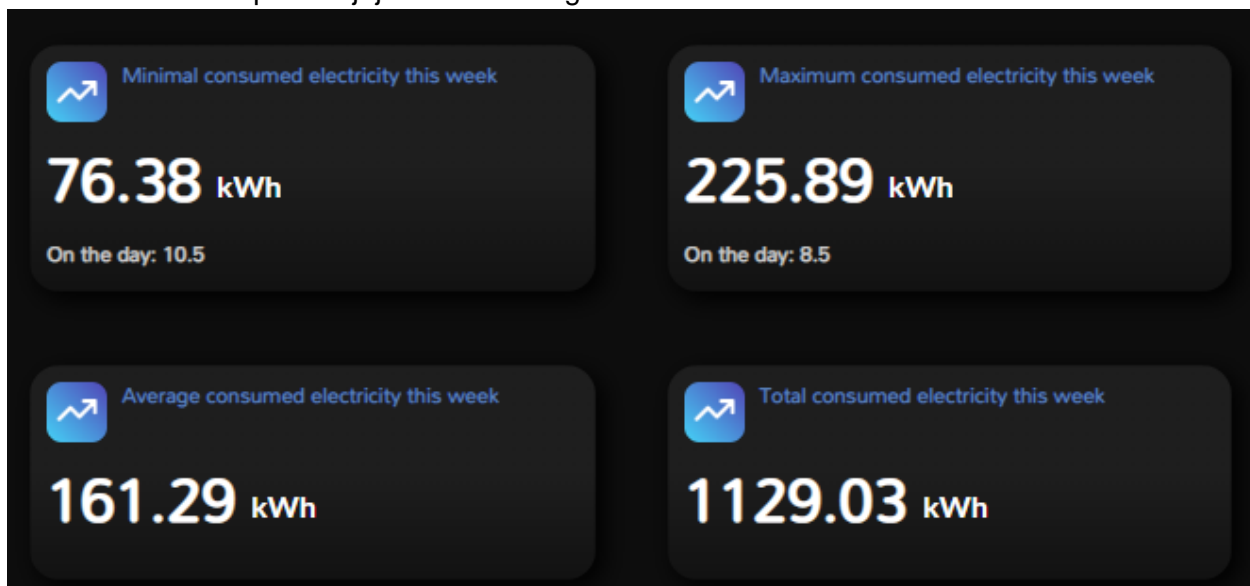 Minimal consumed electricity this week
76.38 kWh
On the day: 10.5
Maximum consumed electricity this week
225.89 kWh
On the day: 8.5
Average consumed electricity this week
161.29 kWh
Total consumed electricity this week
1129.03 kWh